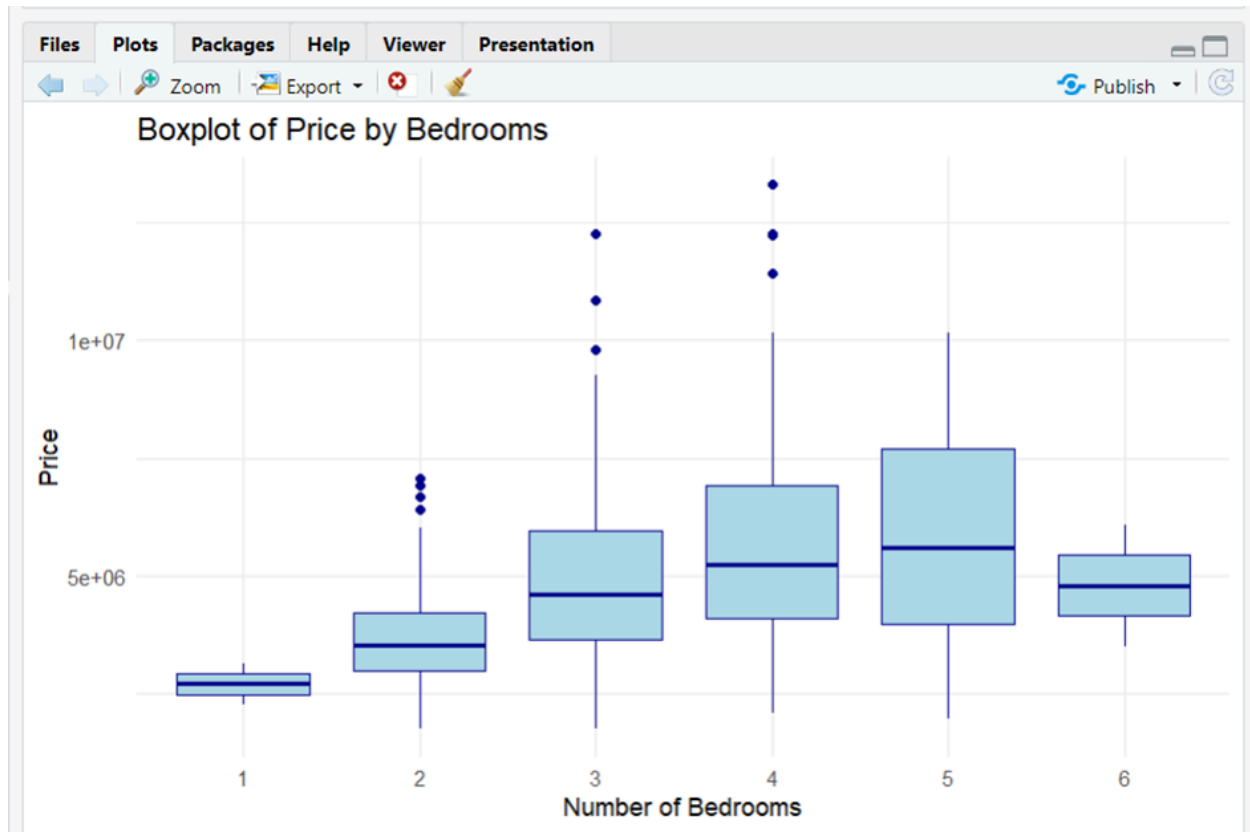 Files Plots Packages Help Viewer Presentation
Zoom Export Publish
Boxplot of Price by Bedrooms
1e+07
Price
5e+06
1 2 3 4 5 6
Number of Bedrooms